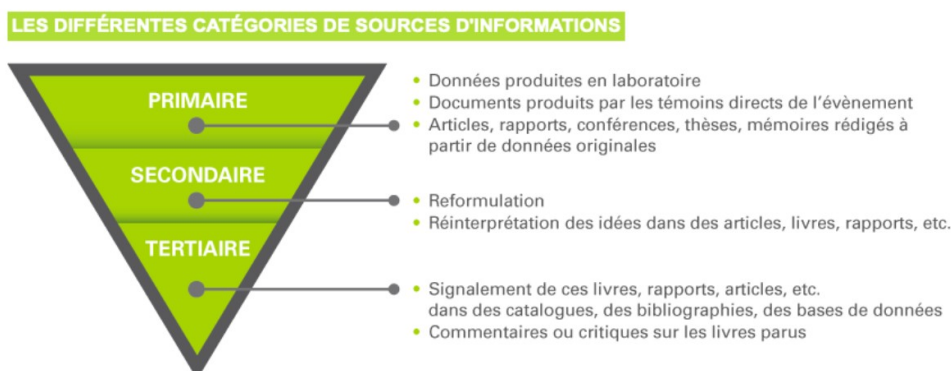 LES DIFFÉRENTES CATÉGORIES DE SOURCES D'INFORMATIONS
PRIMAIRE
• Données produites en laboratoire
• Documents produits par les témoins directs de l'évènement
• Articles, rapports, conférences, thèses, mémoires rédigés à
partir de données originales
SECONDAIRE
• Reformulation
• Réinterprétation des idées dans des articles, livres, rapports, etc.
TERTIAIRE
• Signalement de ces livres, rapports, articles, etc.
dans des catalogues, des bibliographies, des bases de données
• Commentaires ou critiques sur les livres parus